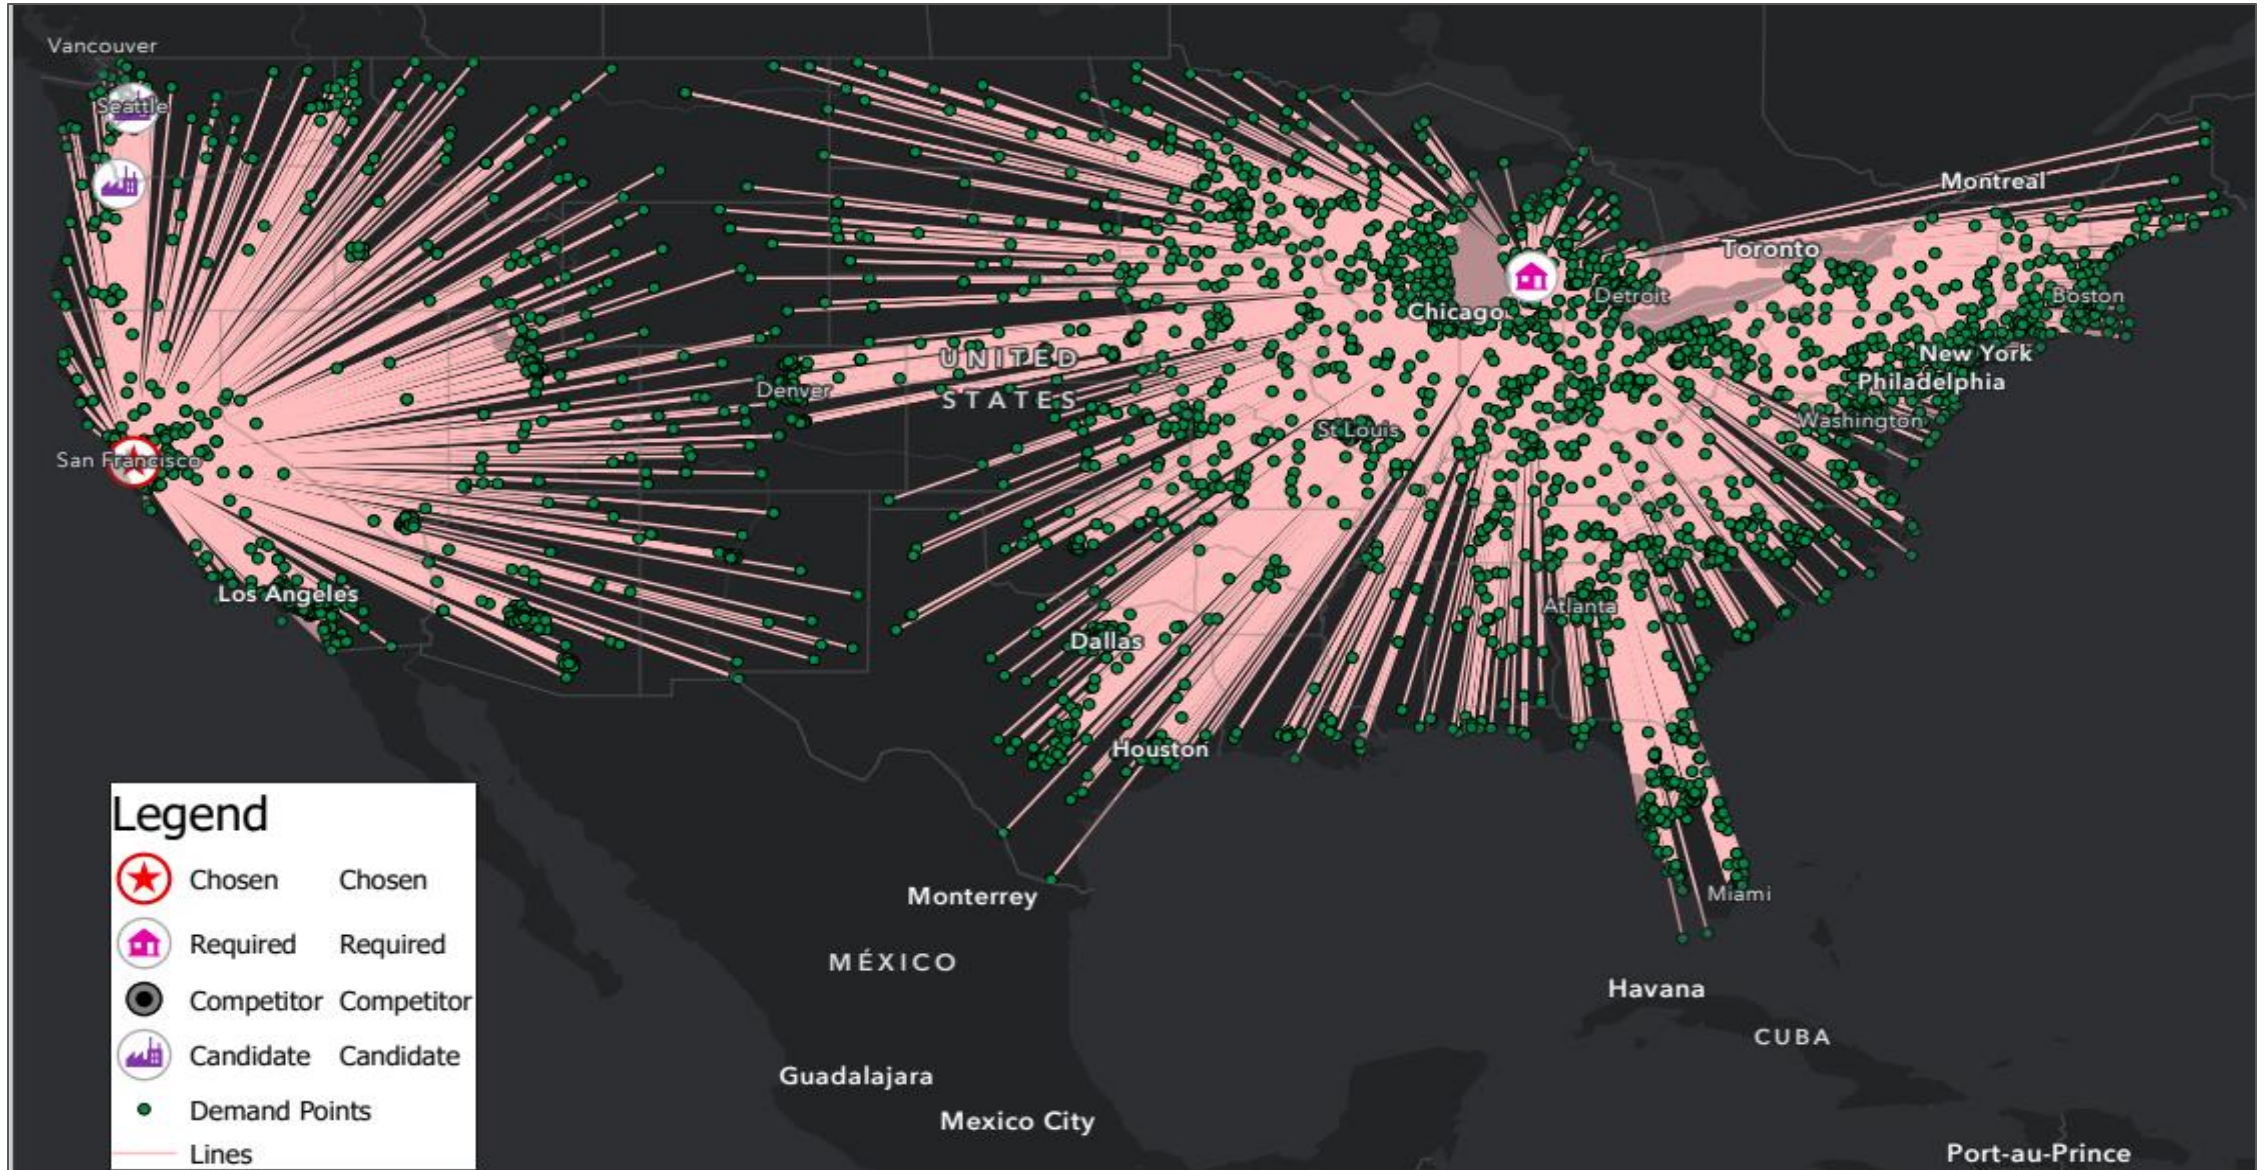 Vancouver
Seattle
Montreal
Toronto
Detroit
Boston
Chicago
UNITED
STATES
New York
Denver
Philadelphia
Washington
St Louis
San Francisco
Los Angeles
Atlanta
Dallas
Houston
Legend
Chosen Chosen
Required Required
Competitor Competitor
Candidate Candidate
Demand Points
Lines
Monterrey
Miami
MÉXICO
Havana
CUBA
Guadalajara
Mexico City
Port-au-Prince